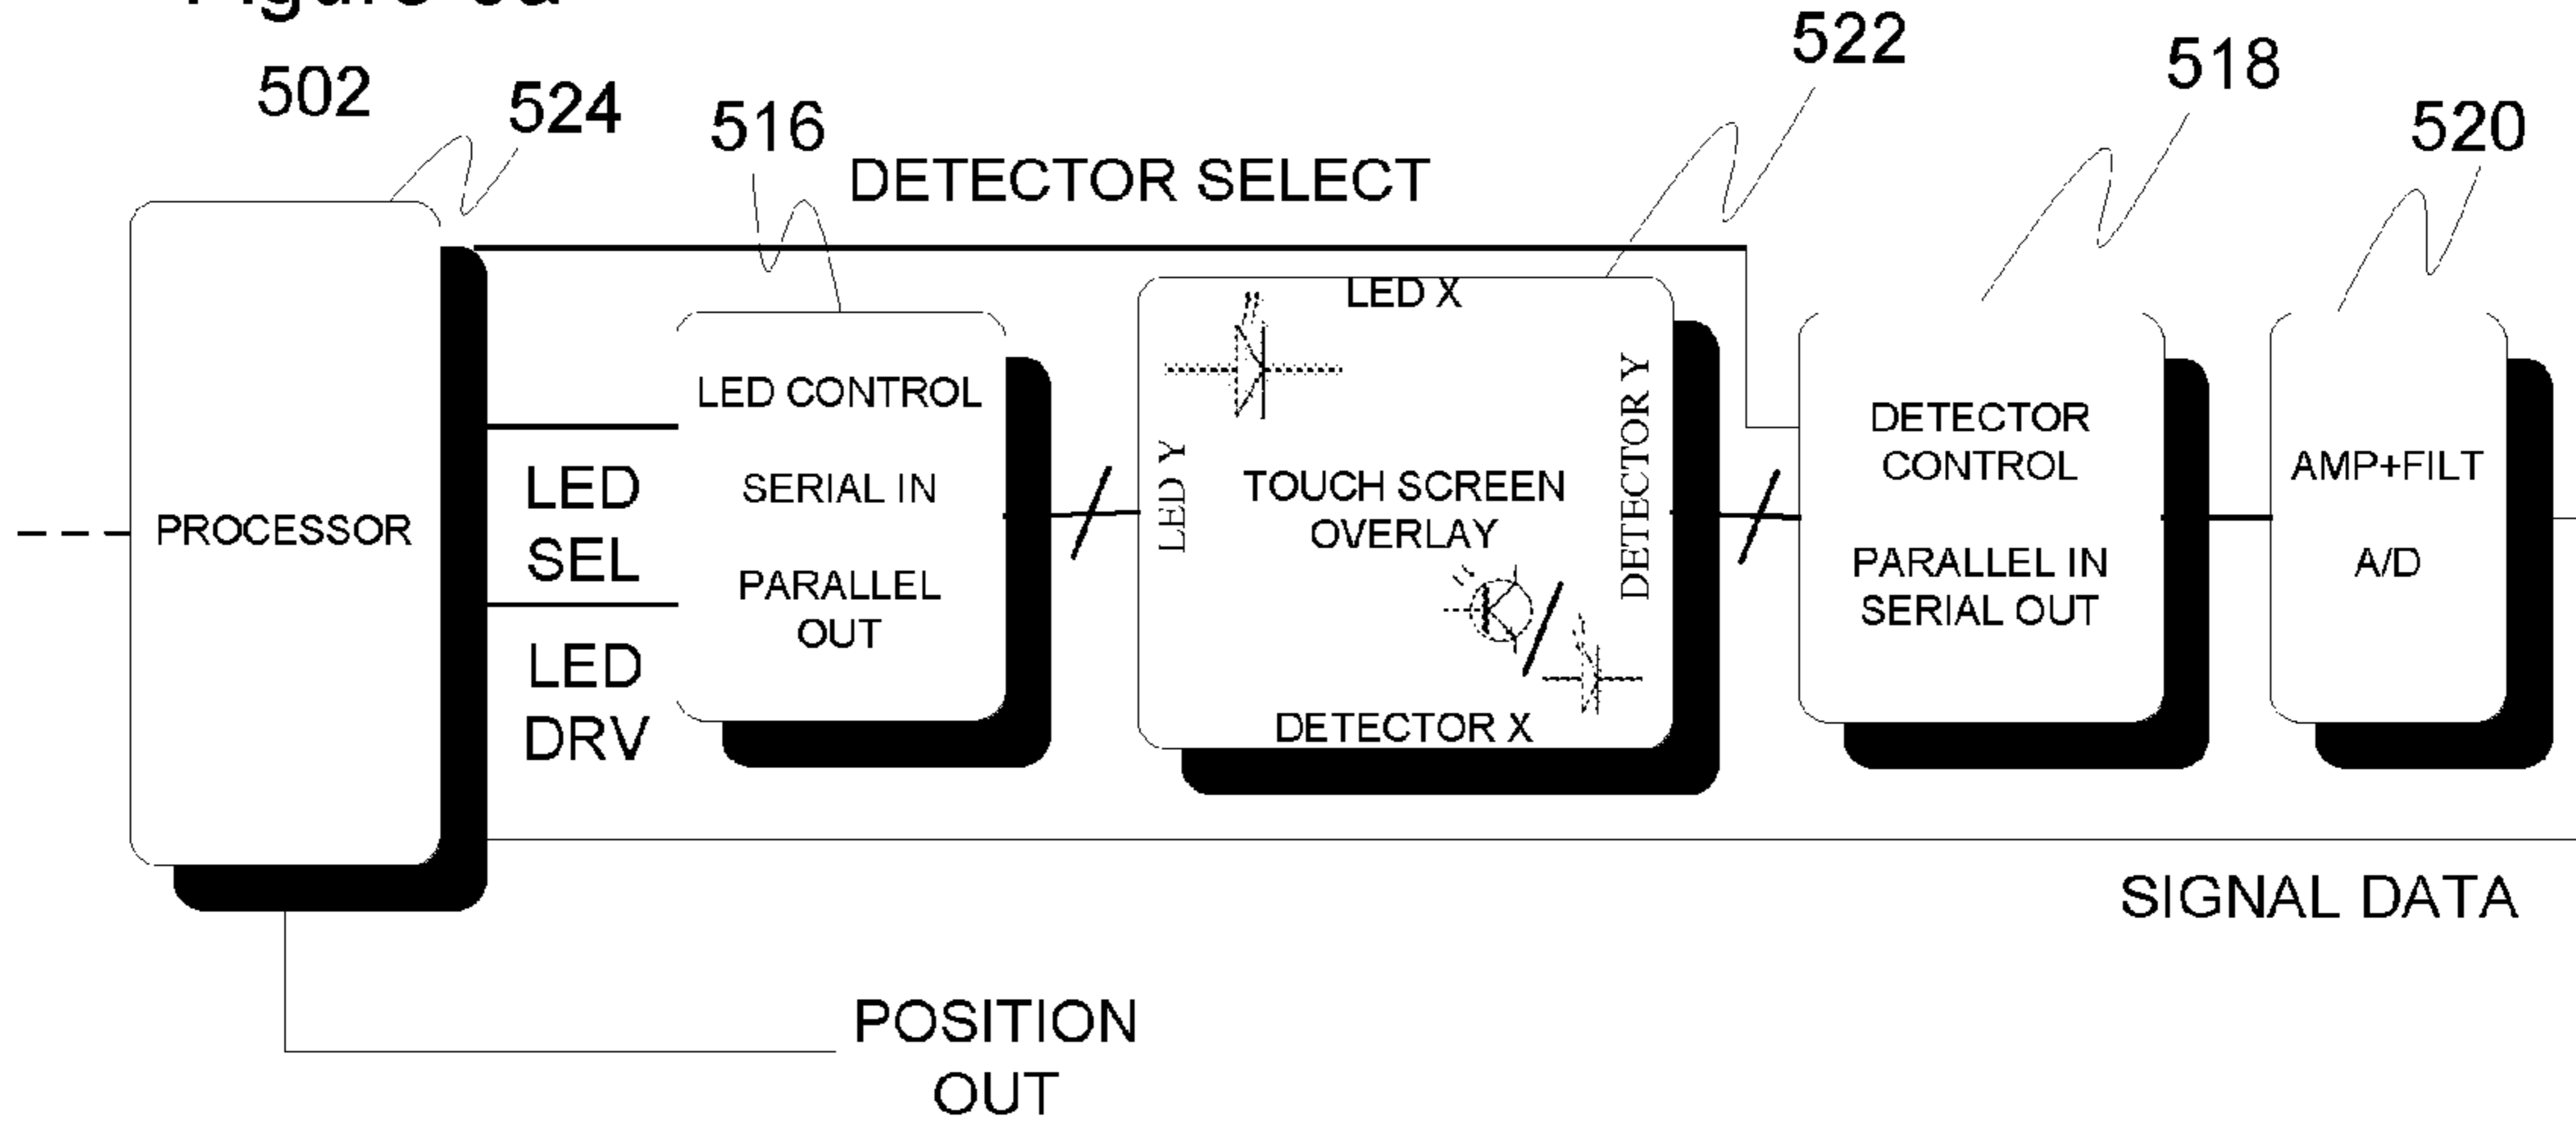 502
524
516
522
518
520
DETECTOR SELECT
PROCESSOR
LED
SEL
LED
DRV
LED CONTROL
SERIAL IN
PARALLEL
OUT
LED X
LED Y
TOUCH SCREEN
OVERLAY
DETECTOR Y
DETECTOR X
DETECTOR
CONTROL
PARALLEL IN
SERIAL OUT
AMP+FILT
A/D
SIGNAL DATA
POSITION
OUT